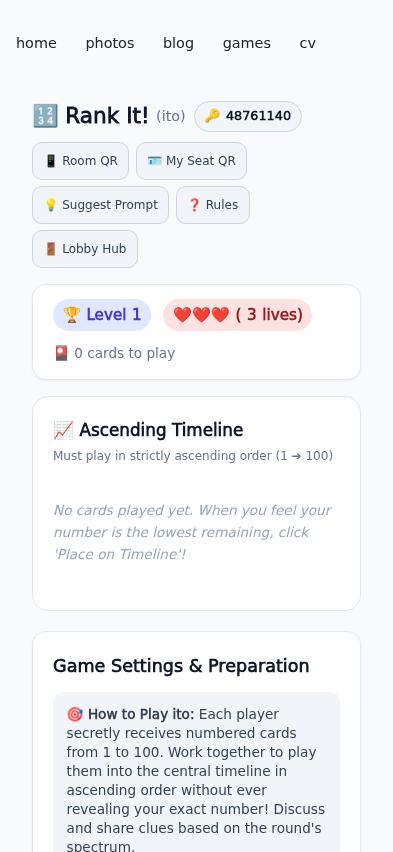 home photos blog games cv
🔢 Rank It! (ito) 🔑 48761140
📱 Room QR 🪪 My Seat QR
💡 Suggest Prompt ❓ Rules
🚪 Lobby Hub
🏆 Level 1 ❤️❤️❤️ ( 3 lives)
🎴 0 cards to play
📈 Ascending Timeline
Must play in strictly ascending order (1 ➔ 100)
No cards played yet. When you feel your
number is the lowest remaining, click
'Place on Timeline'!
Game Settings & Preparation
🎯 How to Play ito: Each player
secretly receives numbered cards
from 1 to 100. Work together to play
them into the central timeline in
ascending order without ever
revealing your exact number! Discuss
and share clues based on the round's
spectrum.